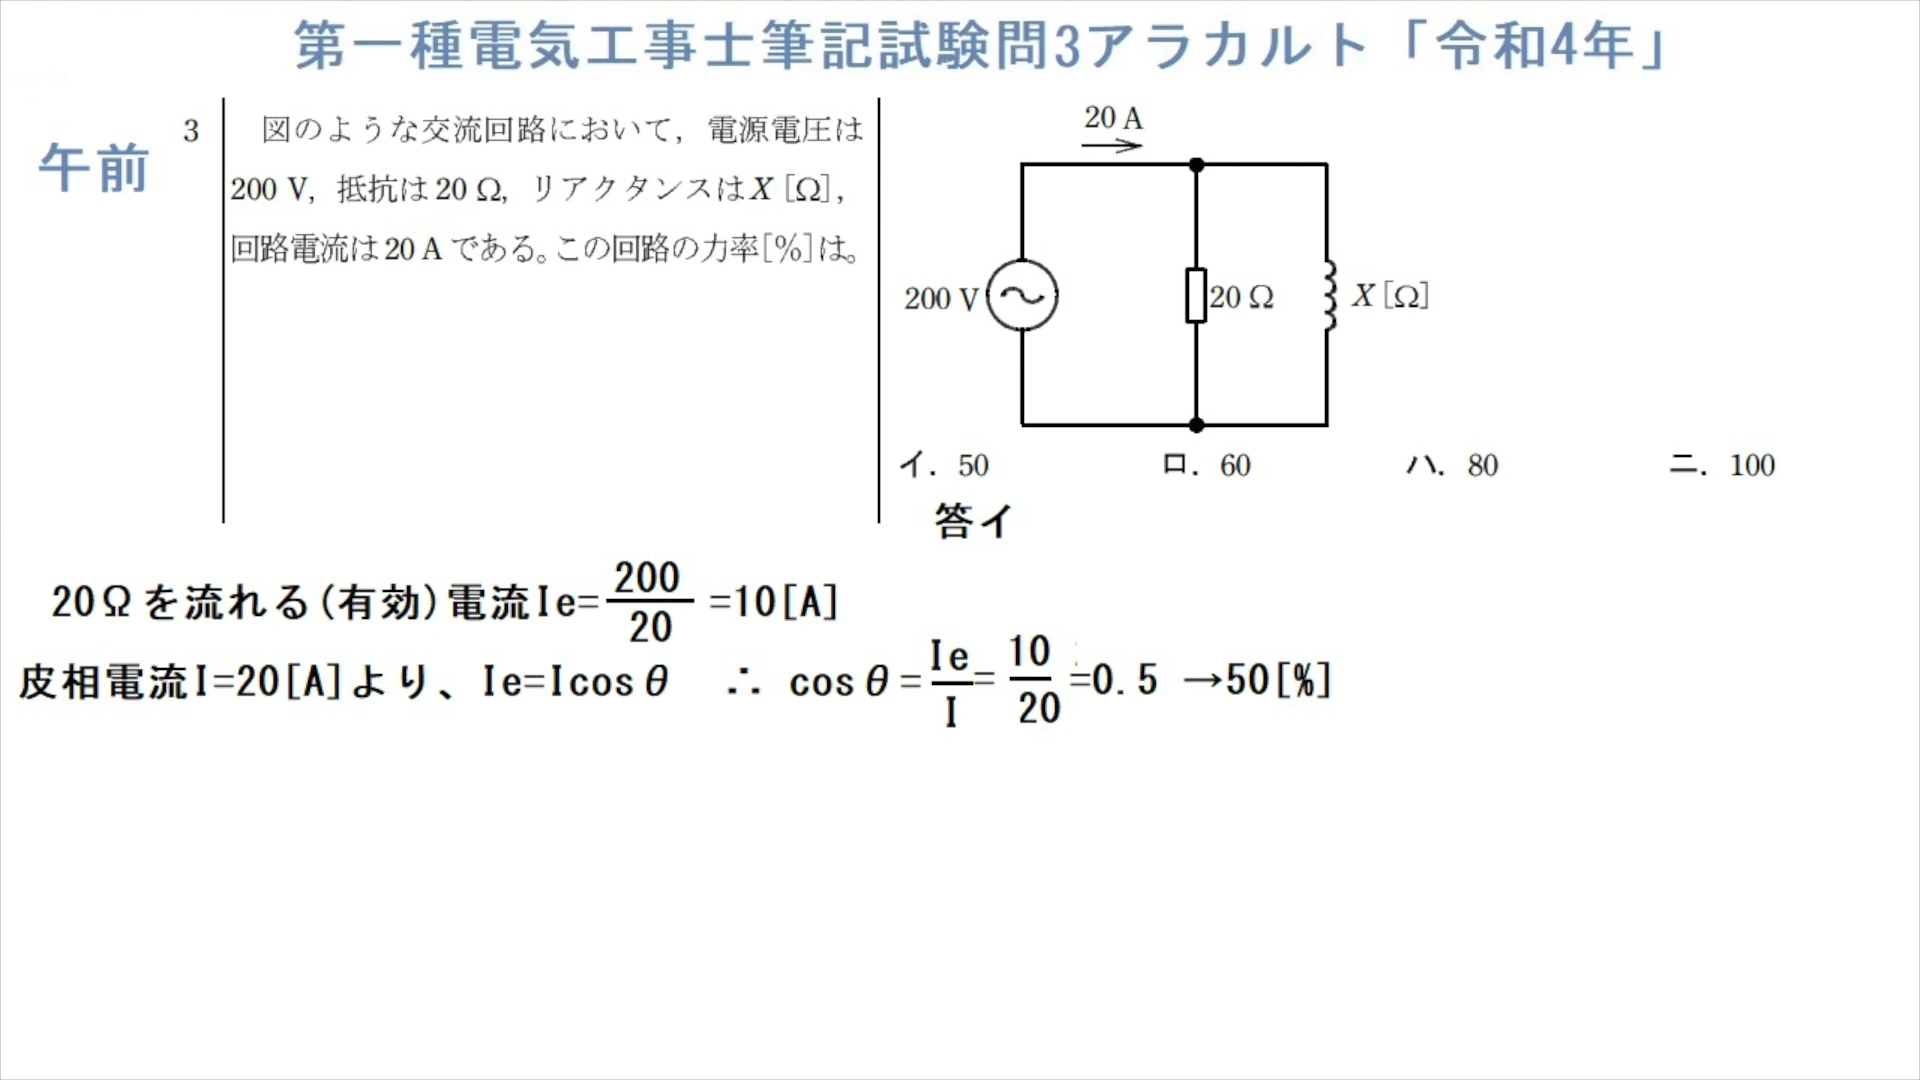 第一種電気工事士筆記試験問3アラカルト「令和4年」
午前
3
図のような交流回路において，電源電圧は
200 V，抵抗は 20 Ω，リアクタンスは X [Ω]，
回路電流は 20 A である。この回路の力率[%]は。
20 A
200 V
20 Ω
X [Ω]
イ．50 ロ．60 ハ．80 ニ．100
答イ
20Ωを流れる(有効)電流Ie=200/20=10[A]
皮相電流I=20[A]より、Ie=Icosθ ∴ cosθ=Ie/I=10/20=0.5 →50[%]